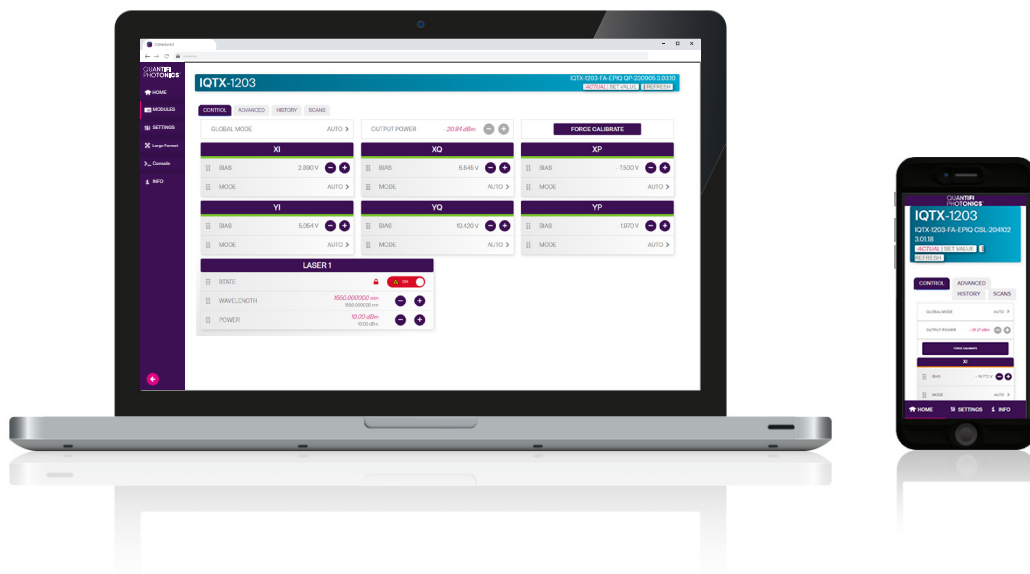 CohesionUI
QUANTIFI
PHOTONICS
HOME
MODULES
SETTINGS
Large Format
Console
INFO
IQTX-1203
IQTX-1203-FA-EPIQ QP-230905 3.03.10
ACTUAL | SET VALUE REFRESH
CONTROL ADVANCED HISTORY SCANS
GLOBAL MODE AUTO >
OUTPUT POWER - 20.84 dBm
FORCE CALIBRATE
XI XQ XP
BIAS 2.890 V BIAS 5.545 V BIAS - 7.500 V
MODE AUTO > MODE AUTO > MODE AUTO >
YI YQ YP
BIAS 5.054 V BIAS 10.420 V BIAS 1.970 V
MODE AUTO > MODE AUTO > MODE AUTO >
LASER 1
STATE ON
WAVELENGTH 1550.000000 nm
1550.000000 nm
POWER 10.00 dBm
10.00 dBm
QUANTIFI
PHOTONICS
IQTX-1203
IQTX-1203-FA-EPIQ CSL-204102
3.01.18
ACTUAL | SET VALUE
REFRESH
CONTROL ADVANCED
HISTORY SCANS
GLOBAL MODE AUTO >
OUTPUT POWER
FORCE CALIBRATE
XI
BIAS
MODE AUTO >
HOME SETTINGS INFO